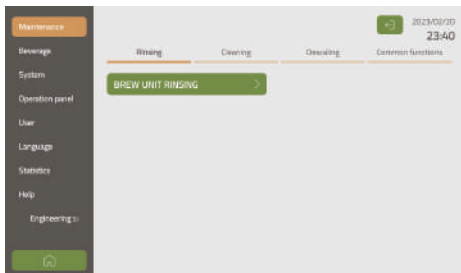 Maintenance
Beverage
System
Operation panel
User
Language
Statistics
Help
Engineering
2023/02/20
23:40
Rinsing
Cleaning
Descaling
Common functions
BREW UNIT RINSING